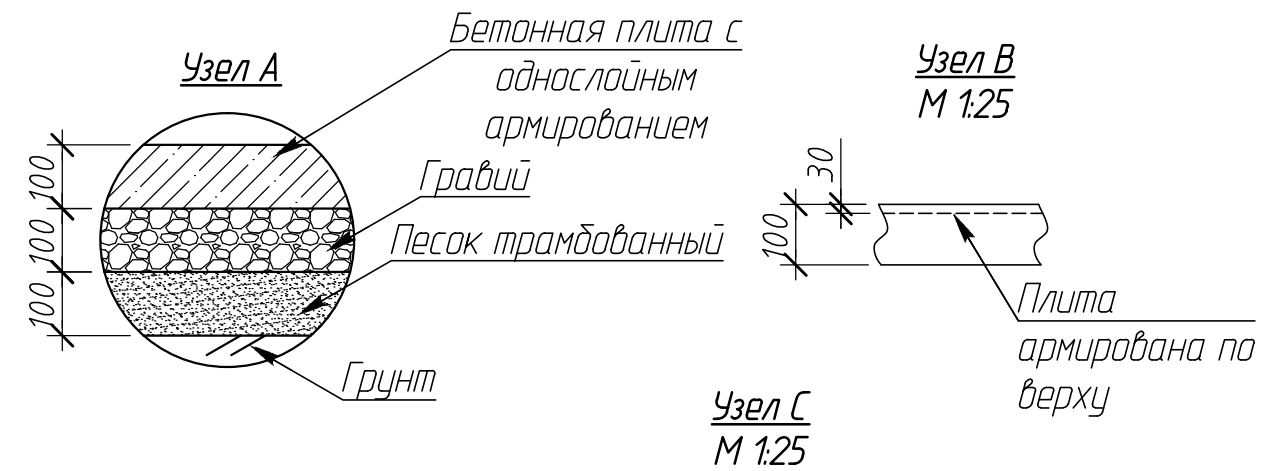 Узел А
Бетонная плита с
однослойным
армированием
Гравий
Песок трамбованный
Грунт
100
100
100
Узел В
М 1:25
30
100
Плита
армирована по
верху
Узел С
М 1:25